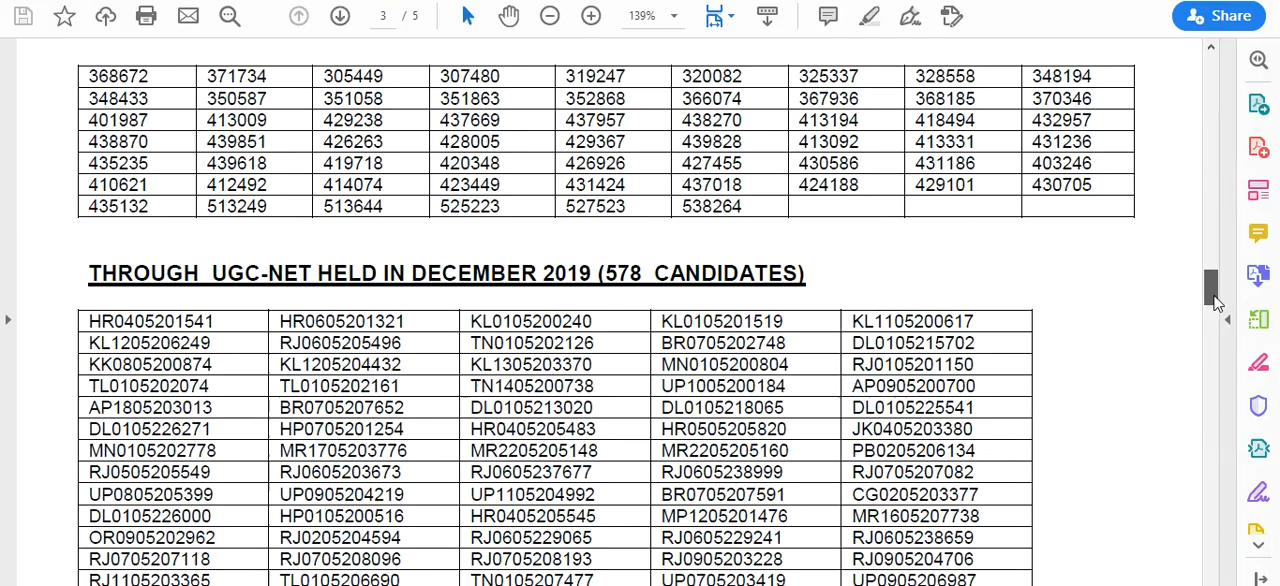 3 / 5 139% Share
368672 371734 305449 307480 319247 320082 325337 328558 348194
348433 350587 351058 351863 352868 366074 367936 368185 370346
401987 413009 429238 437669 437957 438270 413194 418494 432957
438870 439851 426263 428005 429367 439828 413092 413331 431236
435235 439618 419718 420348 426926 427455 430586 431186 403246
410621 412492 414074 423449 431424 437018 424188 429101 430705
435132 513249 513644 525223 527523 538264
THROUGH UGC-NET HELD IN DECEMBER 2019 (578 CANDIDATES)
HR0405201541 HR0605201321 KL0105200240 KL0105201519 KL1105200617
KL1205206249 RJ0605205496 TN0105202126 BR0705202748 DL0105215702
KK0805200874 KL1205204432 KL1305203370 MN0105200804 RJ0105201150
TL0105202074 TL0105202161 TN1405200738 UP1005200184 AP0905200700
AP1805203013 BR0705207652 DL0105213020 DL0105218065 DL0105225541
DL0105226271 HP0705201254 HR0405205483 HR0505205820 JK0405203380
MN0105202778 MR1705203776 MR2205205148 MR2205205160 PB0205206134
RJ0505205549 RJ0605203673 RJ0605237677 RJ0605238999 RJ0705207082
UP0805205399 UP0905204219 UP1105204992 BR0705207591 CG0205203377
DL0105226000 HP0105200516 HR0405205545 MP1205201476 MR1605207738
OR0905202962 RJ0205204594 RJ0605229065 RJ0605229241 RJ0605238659
RJ0705207118 RJ0705208096 RJ0705208193 RJ0905203228 RJ0905204706
RJ1105203365 TL0105206690 TN0105207477 UP0705203419 UP0905206987